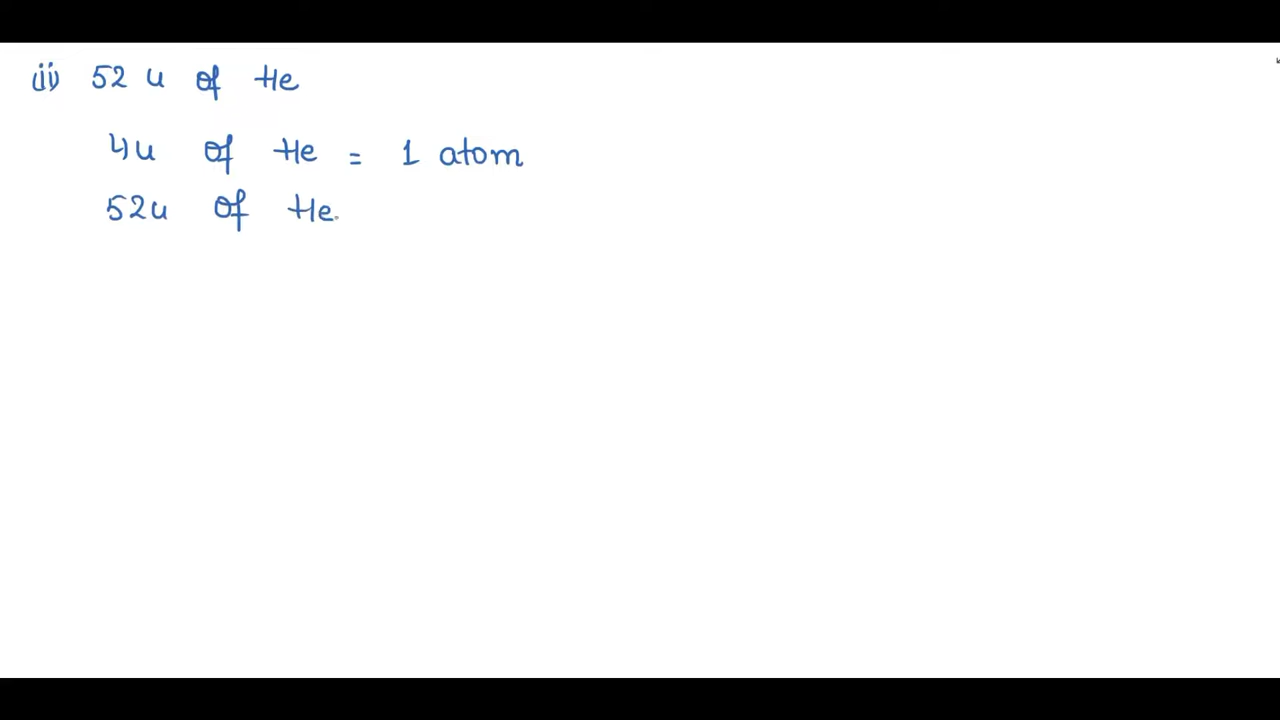 (ii) 52 u of He
4u of He = 1 atom
52u of He